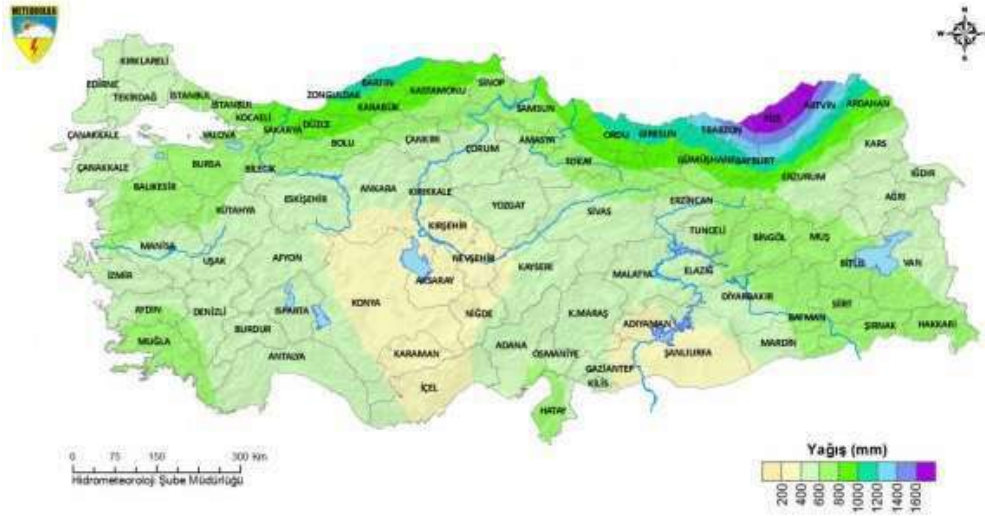 METEOROLOJİ
N
W E
S
KIRKLARELİ
EDİRNE
TEKİRDAĞ
İSTANBUL
İSTANBUL
KOCAELİ
ÇANAKKALE
YALOVA
SAKARYA
DÜZCE
ZONGULDAK
BARTIN
KARABÜK
KASTAMONU
SİNOP
SAMSUN
ORDU
GİRESUN
TRABZON
RİZE
ARTVİN
ARDAHAN
ÇANAKKALE
BURSA
BİLECİK
BOLU
ÇANKIRI
ÇORUM
AMASYA
TOKAT
GÜMÜŞHANE
BAYBURT
ERZURUM
KARS
IĞDIR
AĞRI
BALIKESİR
KÜTAHYA
ESKİŞEHİR
ANKARA
KIRIKKALE
YOZGAT
SİVAS
ERZİNCAN
TUNCELİ
BİNGÖL
MUŞ
BİTLİS
VAN
MANİSA
UŞAK
AFYON
KIRŞEHİR
NEVŞEHİR
KAYSERİ
MALATYA
ELAZIĞ
DİYARBAKIR
İZMİR
AKSARAY
KONYA
NİĞDE
K.MARAŞ
ADIYAMAN
BATMAN
SİİRT
ŞIRNAK
HAKKARİ
AYDIN
DENİZLİ
ISPARTA
BURDUR
MUĞLA
ANTALYA
KARAMAN
İÇEL
ADANA
OSMANİYE
GAZİANTEP
KİLİS
ŞANLIURFA
MARDİN
HATAY
0 75 150 300 Km
Hidrometeoroloji Şube Müdürlüğü
Yağış (mm)
200 400 600 800 1000 1200 1400 1600